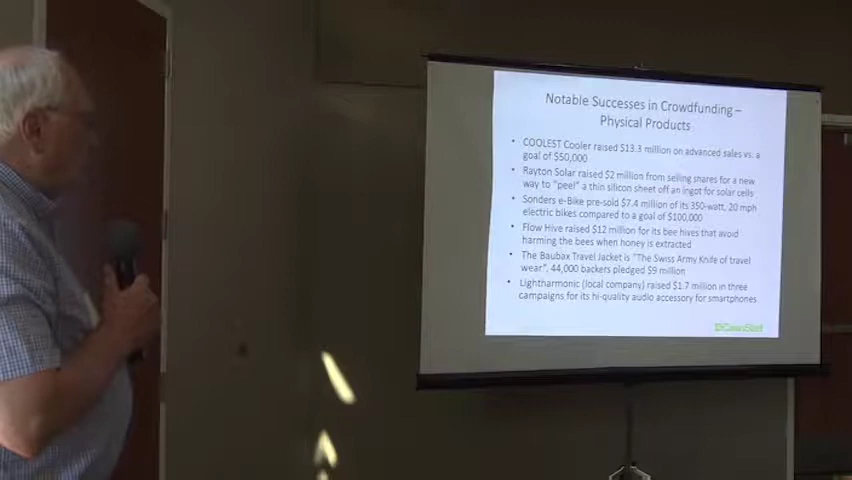 Notable Successes in Crowdfunding –
Physical Products
• COOLEST Cooler raised $13.3 million on advanced sales vs. a
goal of $50,000
• Rayton Solar raised $2 million from selling shares for a new
way to "peel" a thin silicon sheet off an ingot for solar cells
• Sonders e-Bike pre-sold $7.4 million of its 350-watt, 20 mph
electric bikes compared to a goal of $100,000
• Flow Hive raised $12 million for its bee hives that avoid
harming the bees when honey is extracted
• The Baubax Travel Jacket is "The Swiss Army Knife of travel
wear", 44,000 backers pledged $9 million
• Lightharmonic (local company) raised $1.7 million in three
campaigns for its hi-quality audio accessory for smartphones